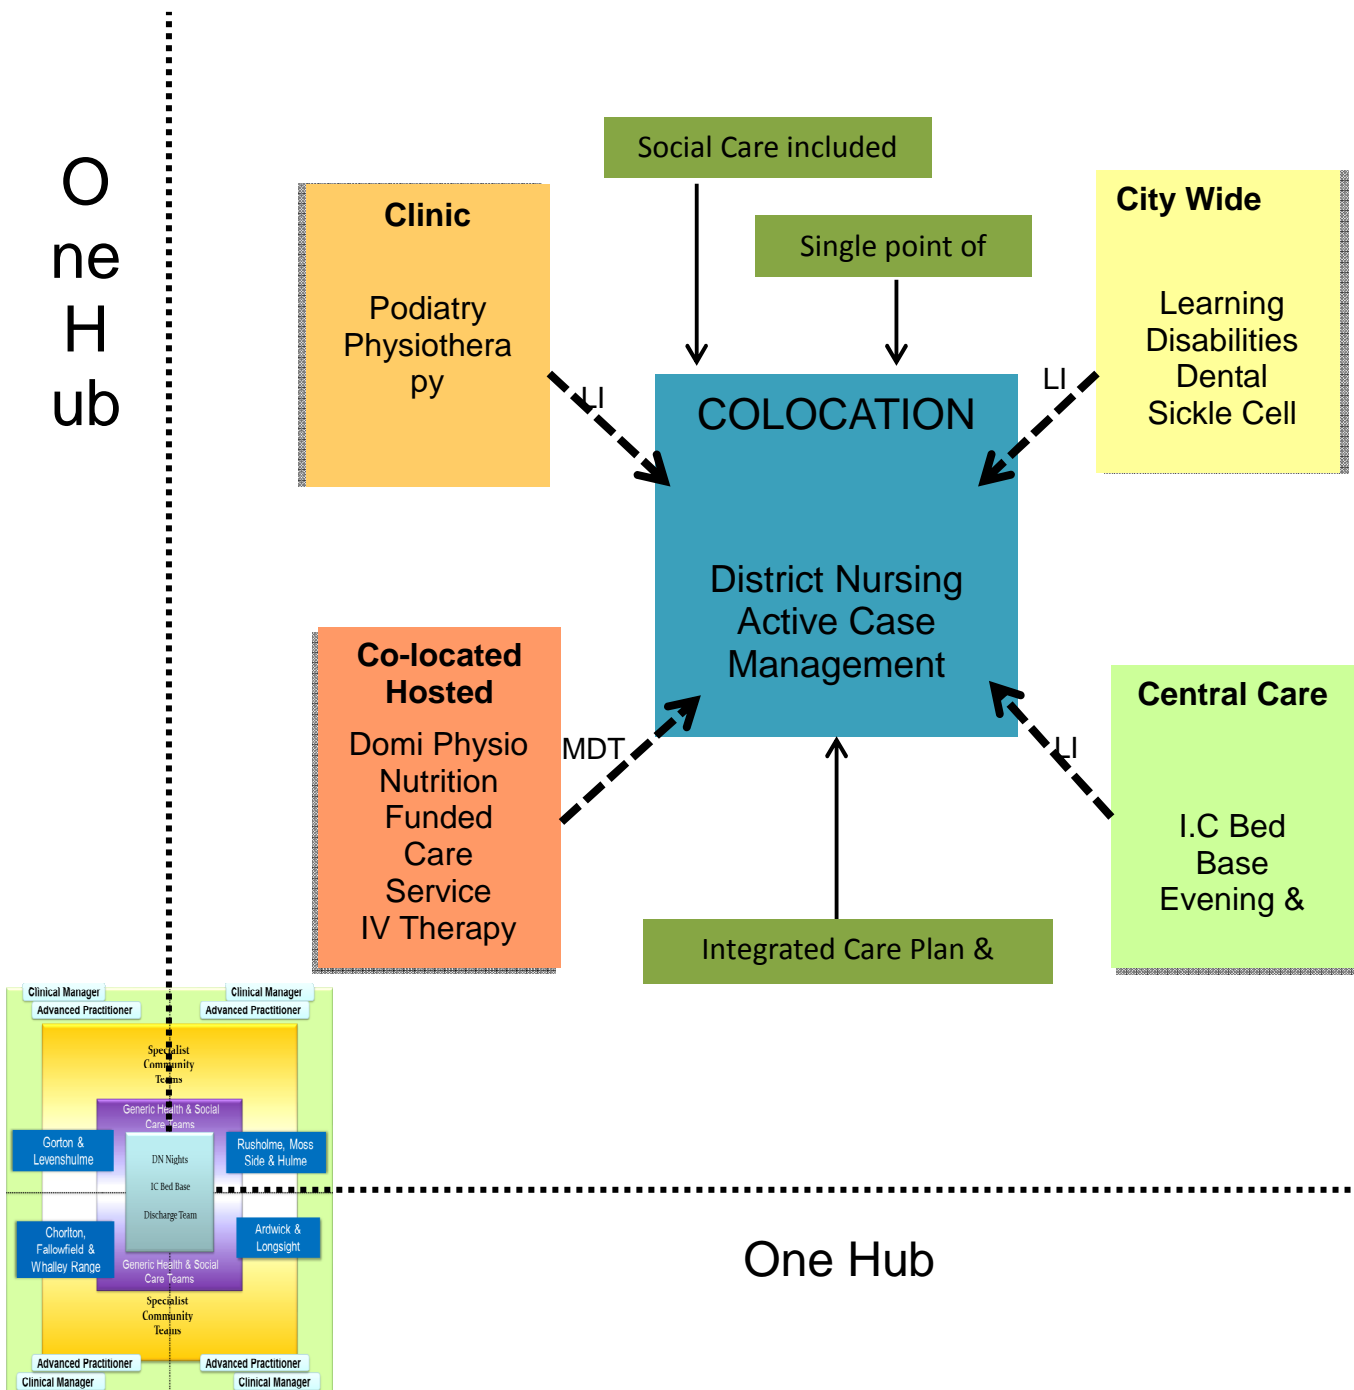 O
ne
H
ub
Social Care included
Single point of
Clinic
Podiatry
Physiothera
py
City Wide
Learning
Disabilities
Dental
Sickle Cell
LI
LI
COLOCATION
District Nursing
Active Case
Management
Co-located
Hosted
Domi Physio
Nutrition
Funded
Care
Service
IV Therapy
MDT
LI
Central Care
I.C Bed
Base
Evening &
Integrated Care Plan &
Clinical Manager
Clinical Manager
Advanced Practitioner
Advanced Practitioner
Specialist
Community
Teams
Generic Health & Social
Care Teams
Gorton &
Levenshulme
Rusholme, Moss
Side & Hulme
DN Nights
IC Bed Base
Discharge Team
Chorlton,
Fallowfield &
Whalley Range
Ardwick &
Longsight
Generic Health & Social
Care Teams
Specialist
Community
Teams
Advanced Practitioner
Advanced Practitioner
Clinical Manager
Clinical Manager
One Hub